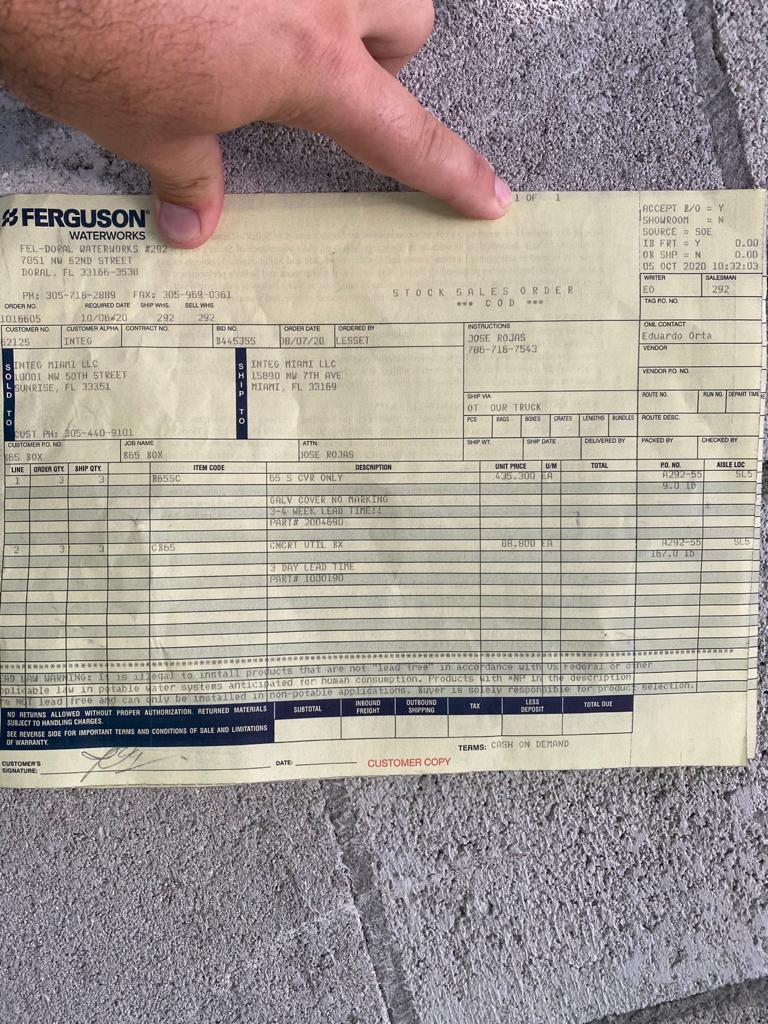 1 OF 1
FERGUSON®
WATERWORKS
FEL-DORAL WATERWORKS #292
7851 NW 62ND STREET
DORAL, FL 33166-3538
PH: 305-716-2889 FAX: 305-969-0361
STOCK SALES ORDER
*** COD ***
ACCEPT B/O = Y
SHOWROOM = N
SOURCE = SOE
IB FRT = Y 0.00
OB SHP = N 0.00
05 OCT 2020 10:32:03
WRITER SALESMAN
EO 292
TAG P.O. NO.
ORDER NO. REQUIRED DATE SHIP WHS. SELL WHS.
1016605 10/06/20 292 292
CUSTOMER NO. CUSTOMER ALPHA CONTRACT NO. BID NO. ORDER DATE ORDERED BY
62125 INTEG B445355 08/07/20 LESSET
INSTRUCTIONS
JOSE ROJAS
786-716-7543
OML CONTACT
Eduardo Orta
VENDOR
VENDOR P.O. NO.
SOLD TO
INTEG MIAMI LLC
10001 NW 50TH STREET
SUNRISE, FL 33351
CUST PH: 305-440-9101
SHIP TO
INTEG MIAMI LLC
15890 NW 7TH AVE
MIAMI, FL 33169
SHIP VIA
OT OUR TRUCK
ROUTE NO. RUN NO. DEPART TIME
PCS BAGS BOXES CRATES LENGTHS BUNDLES ROUTE DESC.
CUSTOMER P.O. NO. JOB NAME ATTN: SHIP WT. SHIP DATE DELIVERED BY PACKED BY CHECKED BY
B65 BOX B65 BOX JOSE ROJAS
LINE ORDER QTY. SHIP QTY. ITEM CODE DESCRIPTION UNIT PRICE U/M TOTAL P.O. NO. AISLE LOC
1 3 3 B65SC 65 S CVR ONLY 435.300 EA A292-55 SL5
9.0 lb
GALV COVER NO MARKING
3-4 WEEK LEAD TIME!!
PART# 2004690
2 3 3 CB65 CNCRT UTIL BX 88.800 EA A292-55 SL5
167.0 lb
3 DAY LEAD TIME
PART# 1000190
EAD LAW WARNING: It is illegal to install products that are not "lead free" in accordance with US Federal or other
pplicable law in potable water systems anticipated for human consumption. Products with *NP in the description
re NOT lead free and can only be installed in non-potable applications. Buyer is solely responsible for product selection.
NO RETURNS ALLOWED WITHOUT PROPER AUTHORIZATION. RETURNED MATERIALS
SUBJECT TO HANDLING CHARGES.
SEE REVERSE SIDE FOR IMPORTANT TERMS AND CONDITIONS OF SALE AND LIMITATIONS
OF WARRANTY.
SUBTOTAL INBOUND FREIGHT OUTBOUND SHIPPING TAX LESS DEPOSIT TOTAL DUE
TERMS: CASH ON DEMAND
CUSTOMER'S
SIGNATURE: DATE: CUSTOMER COPY